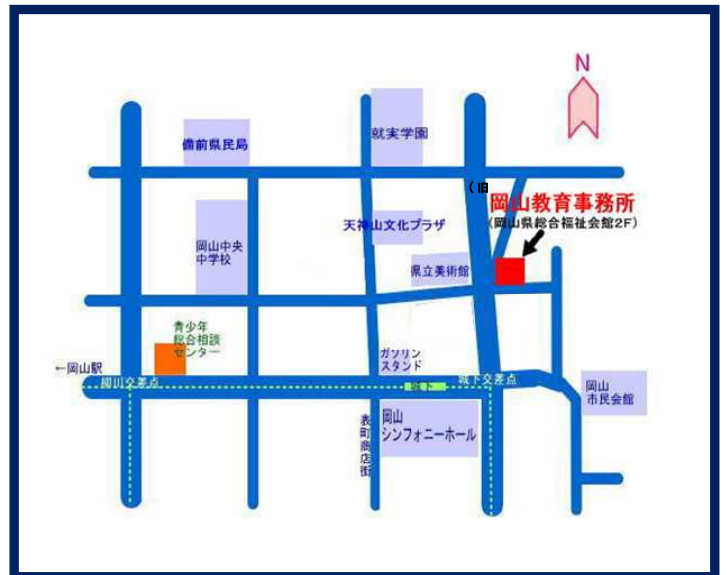 N
就実学園
備前県民局
(旧
岡山教育事務所
(岡山県総合福祉会館2F)
天神山文化プラザ
岡山中央
中学校
県立美術館
青少年
総合相談
センター
ガソリン
スタンド
←岡山駅
柳川交差点
城下
城下交差点
岡山
市民会館
岡山
シンフォニーホール
表町商店街